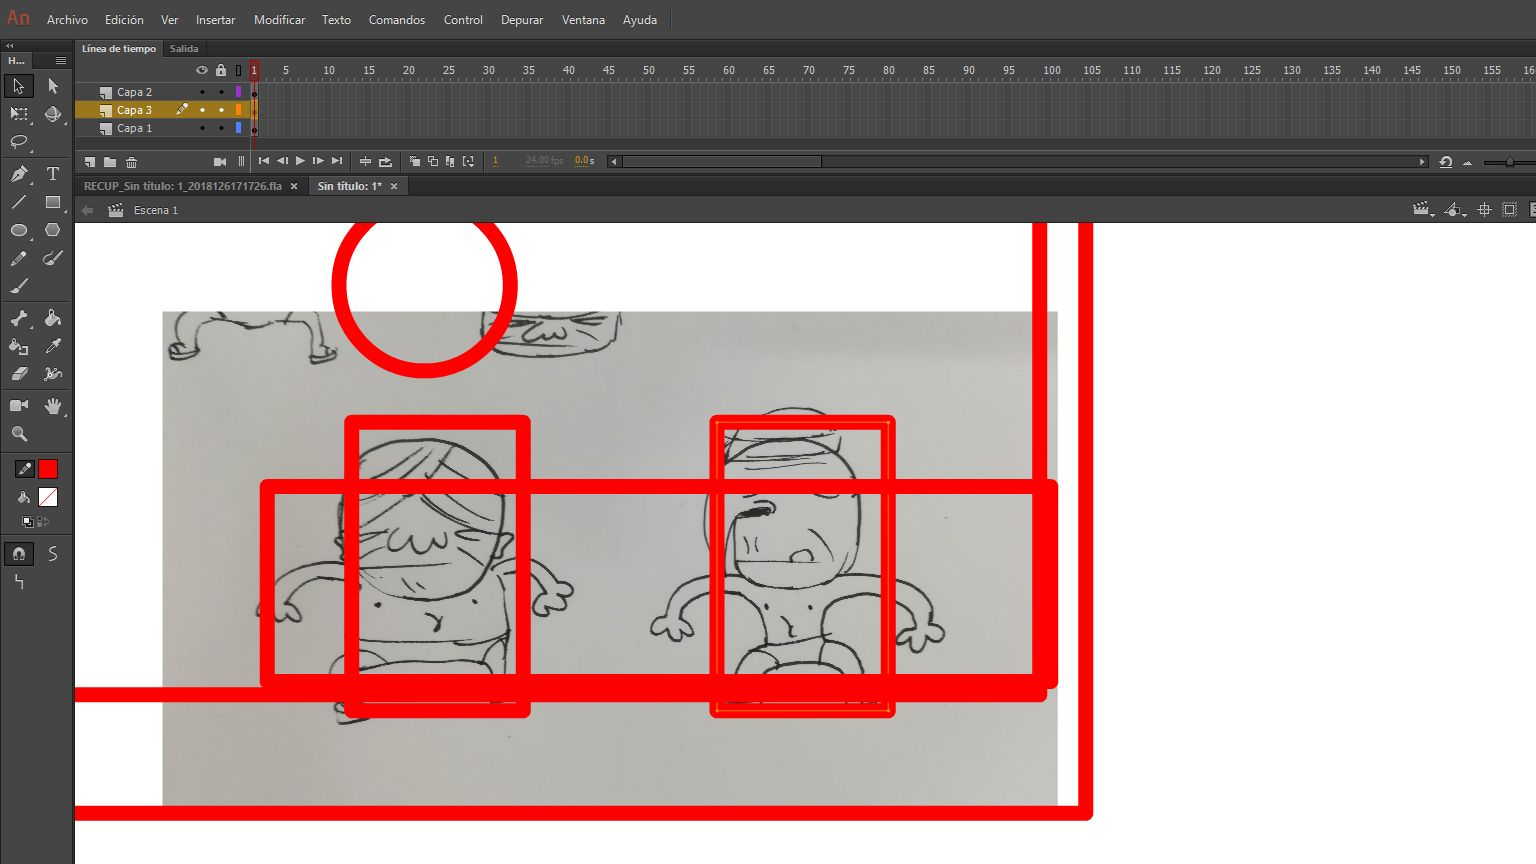 An Archivo Edición Ver Insertar Modificar Texto Comandos Control Depurar Ventana Ayuda
Línea de tiempo Salida
H...
1 5 10 15 20 25 30 35 40 45 50 55 60 65 70 75 80 85 90 95 100 105 110 115 120 125 130 135 140 145 150 155 16
Capa 2
Capa 3
Capa 1
1 24.00 fps 0.0 s
RECUP_Sin título: 1_2018126171726.fla × Sin título: 1* ×
Escena 1